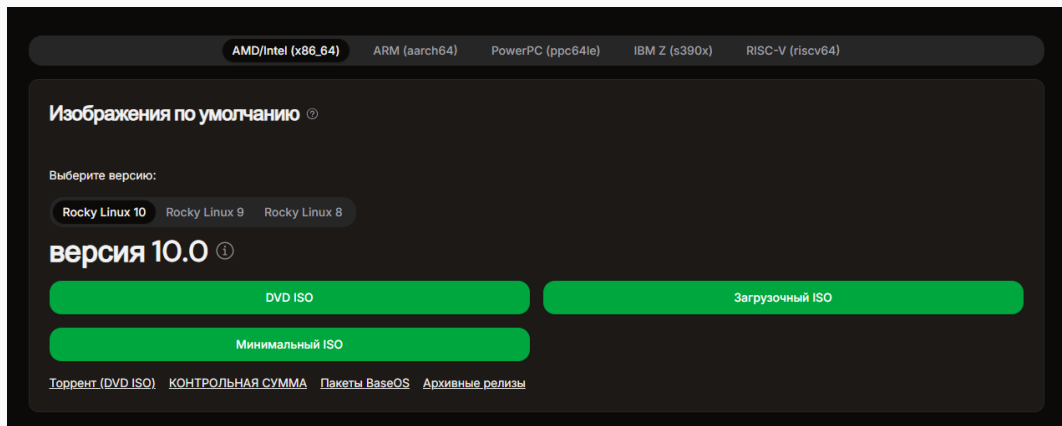 AMD/Intel (x86_64) ARM (aarch64) PowerPC (ppc64le) IBM Z (s390x) RISC-V (riscv64)
Изображения по умолчанию
Выберите версию:
Rocky Linux 10 Rocky Linux 9 Rocky Linux 8
версия 10.0
DVD ISO Загрузочный ISO
Минимальный ISO
Торрент (DVD ISO) КОНТРОЛЬНАЯ СУММА Пакеты BaseOS Архивные релизы